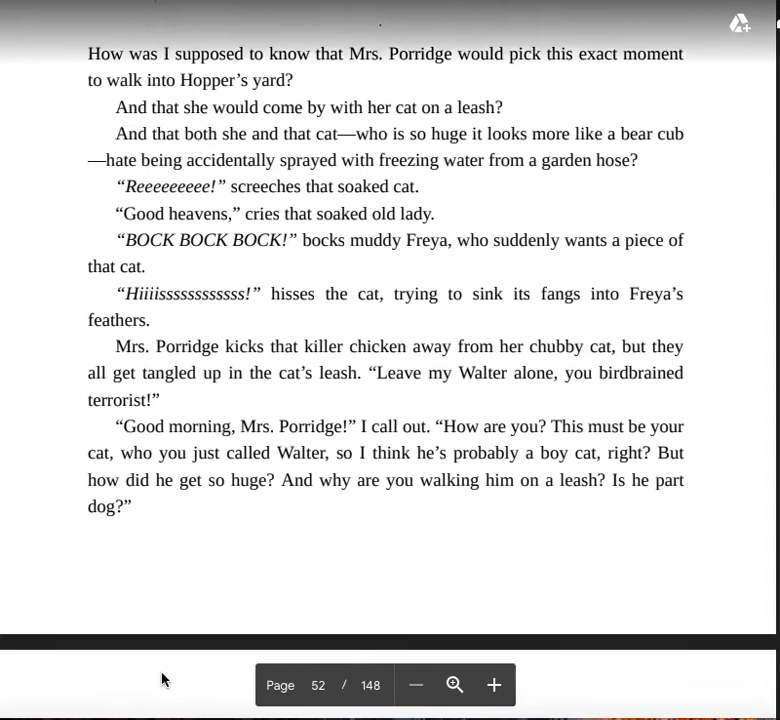 How was I supposed to know that Mrs. Porridge would pick this exact moment
to walk into Hopper’s yard?
And that she would come by with her cat on a leash?
And that both she and that cat—who is so huge it looks more like a bear cub
—hate being accidentally sprayed with freezing water from a garden hose?
“Reeeeeeeee!” screeches that soaked cat.
“Good heavens,” cries that soaked old lady.
“BOCK BOCK BOCK!” bocks muddy Freya, who suddenly wants a piece of
that cat.
“Hiiiissssssssssss!” hisses the cat, trying to sink its fangs into Freya’s
feathers.
Mrs. Porridge kicks that killer chicken away from her chubby cat, but they
all get tangled up in the cat’s leash. “Leave my Walter alone, you birdbrained
terrorist!”
“Good morning, Mrs. Porridge!” I call out. “How are you? This must be your
cat, who you just called Walter, so I think he’s probably a boy cat, right? But
how did he get so huge? And why are you walking him on a leash? Is he part
dog?”
Page 52 / 148